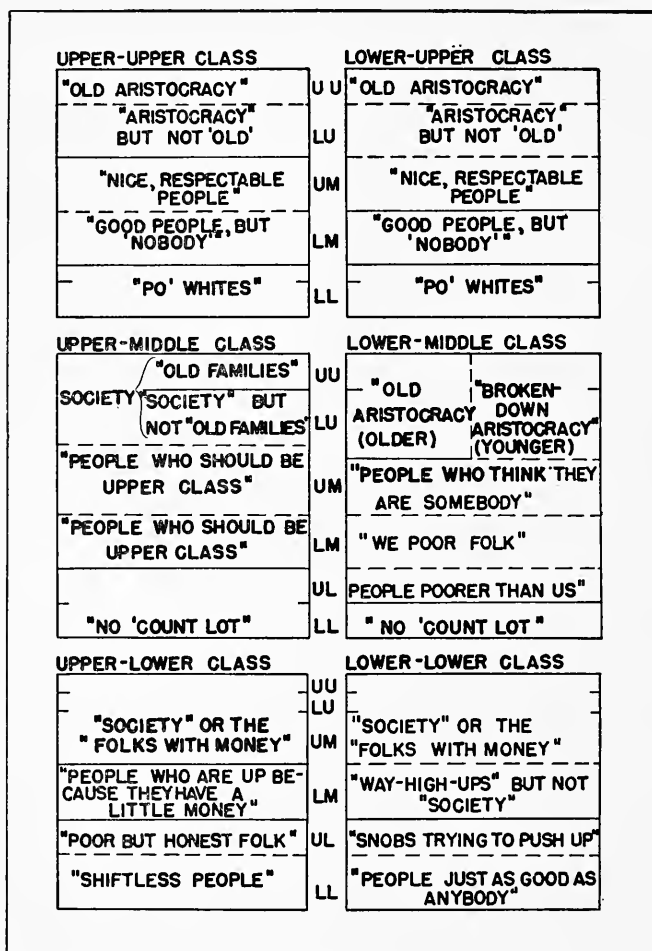 UPPER-UPPER CLASS
"OLD ARISTOCRACY"
"ARISTOCRACY"
BUT NOT 'OLD'
"NICE, RESPECTABLE
PEOPLE"
"GOOD PEOPLE, BUT
'NOBODY'"
"PO' WHITES"
UU
LU
UM
LM
LL
LOWER-UPPER CLASS
"OLD ARISTOCRACY"
"ARISTOCRACY"
BUT NOT 'OLD'
"NICE, RESPECTABLE
PEOPLE"
"GOOD PEOPLE, BUT
'NOBODY'"
"PO' WHITES"
UPPER-MIDDLE CLASS
SOCIETY
"OLD FAMILIES"
"SOCIETY" BUT
NOT "OLD FAMILIES"
"PEOPLE WHO SHOULD BE
UPPER CLASS"
"PEOPLE WHO SHOULD BE
UPPER CLASS"
"NO 'COUNT LOT"
UU
LU
UM
LM
UL
LL
LOWER-MIDDLE CLASS
"OLD
ARISTOCRACY
(OLDER)
"BROKEN-
DOWN
ARISTOCRACY"
(YOUNGER)
"PEOPLE WHO THINK THEY
ARE SOMEBODY"
"WE POOR FOLK"
PEOPLE POORER THAN US"
"NO 'COUNT LOT"
UPPER-LOWER CLASS
"SOCIETY" OR THE
"FOLKS WITH MONEY"
"PEOPLE WHO ARE UP BE-
CAUSE THEY HAVE A
LITTLE MONEY"
"POOR BUT HONEST FOLK"
"SHIFTLESS PEOPLE"
UU
LU
UM
LM
UL
LL
LOWER-LOWER CLASS
"SOCIETY" OR THE
"FOLKS WITH MONEY"
"WAY-HIGH-UPS" BUT NOT
"SOCIETY"
"SNOBS TRYING TO PUSH UP"
"PEOPLE JUST AS GOOD AS
ANYBODY"